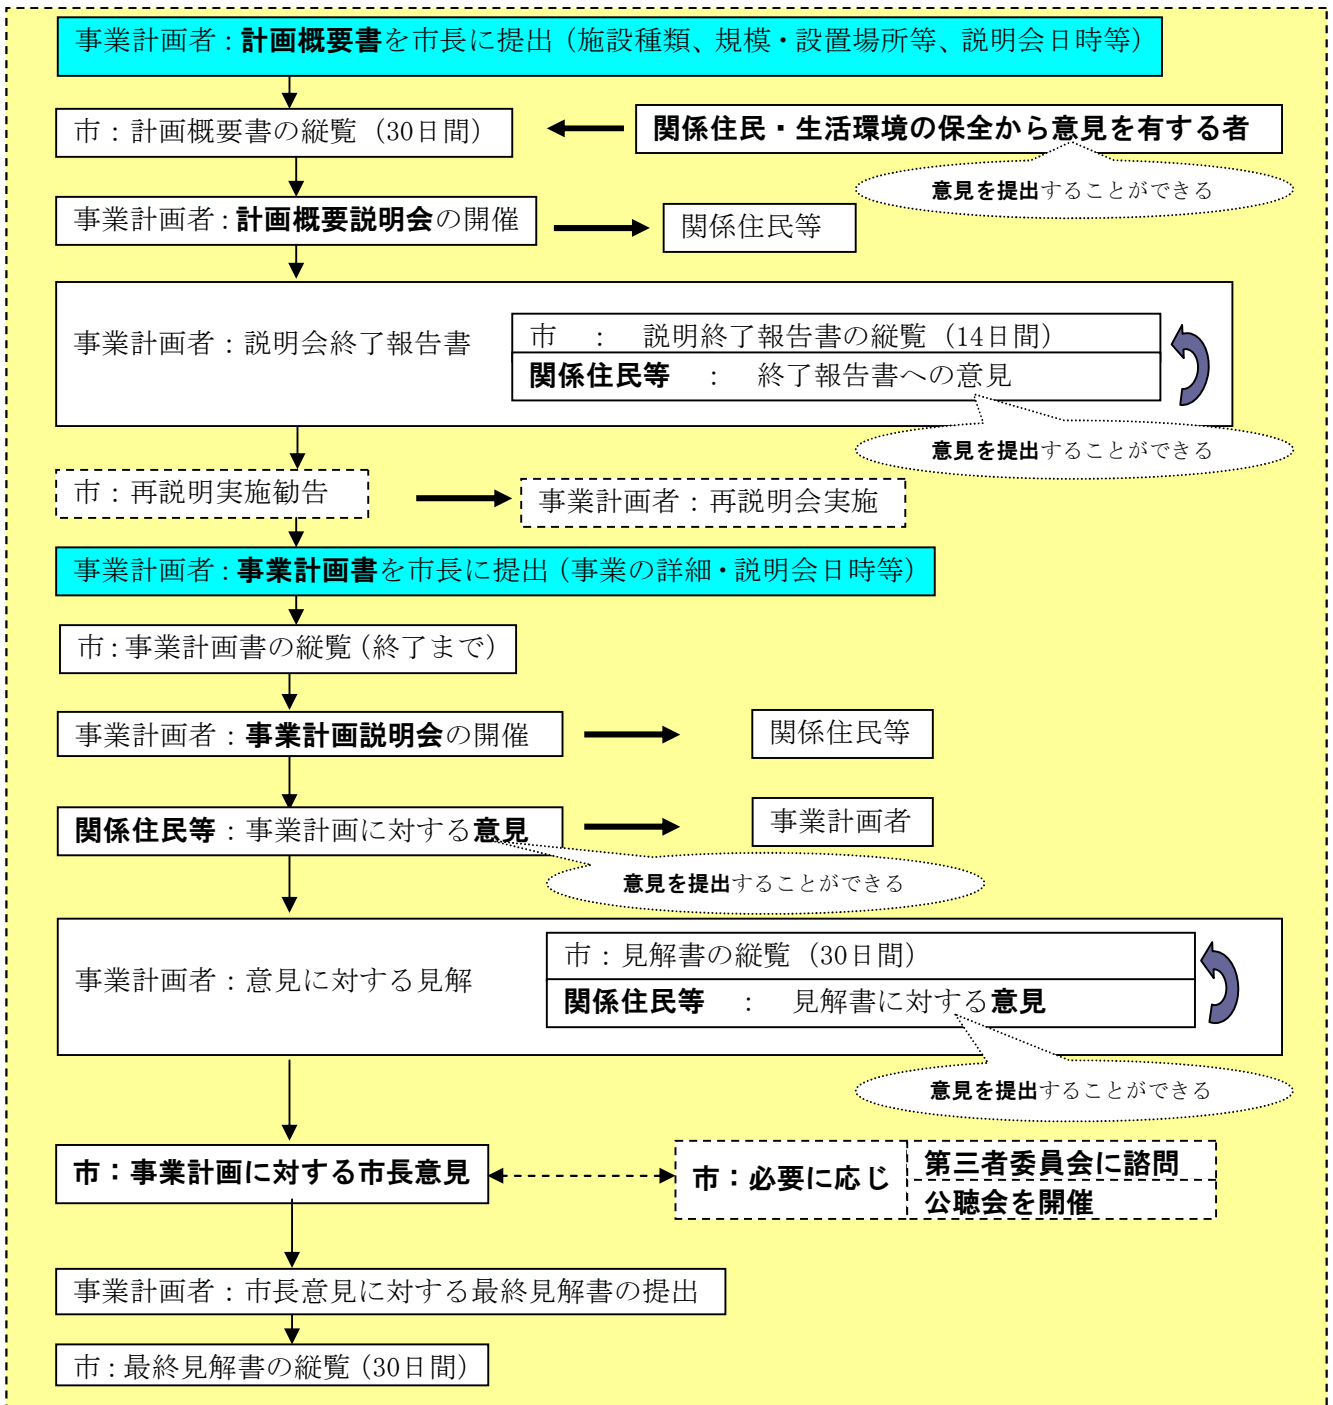 事業計画者：計画概要書を市長に提出（施設種類、規模・設置場所等、説明会日時等）
市：計画概要書の縦覧（30日間）
関係住民・生活環境の保全から意見を有する者
意見を提出することができる
事業計画者：計画概要説明会の開催
関係住民等
事業計画者：説明会終了報告書
市　：　説明終了報告書の縦覧（14日間）
関係住民等　：　終了報告書への意見
意見を提出することができる
市：再説明実施勧告
事業計画者：再説明会実施
事業計画者：事業計画書を市長に提出（事業の詳細・説明会日時等）
市：事業計画書の縦覧（終了まで）
事業計画者：事業計画説明会の開催
関係住民等
関係住民等：事業計画に対する意見
事業計画者
意見を提出することができる
事業計画者：意見に対する見解
市：見解書の縦覧（30日間）
関係住民等　：　見解書に対する意見
意見を提出することができる
市：事業計画に対する市長意見
市：必要に応じ
第三者委員会に諮問
公聴会を開催
事業計画者：市長意見に対する最終見解書の提出
市：最終見解書の縦覧（30日間）